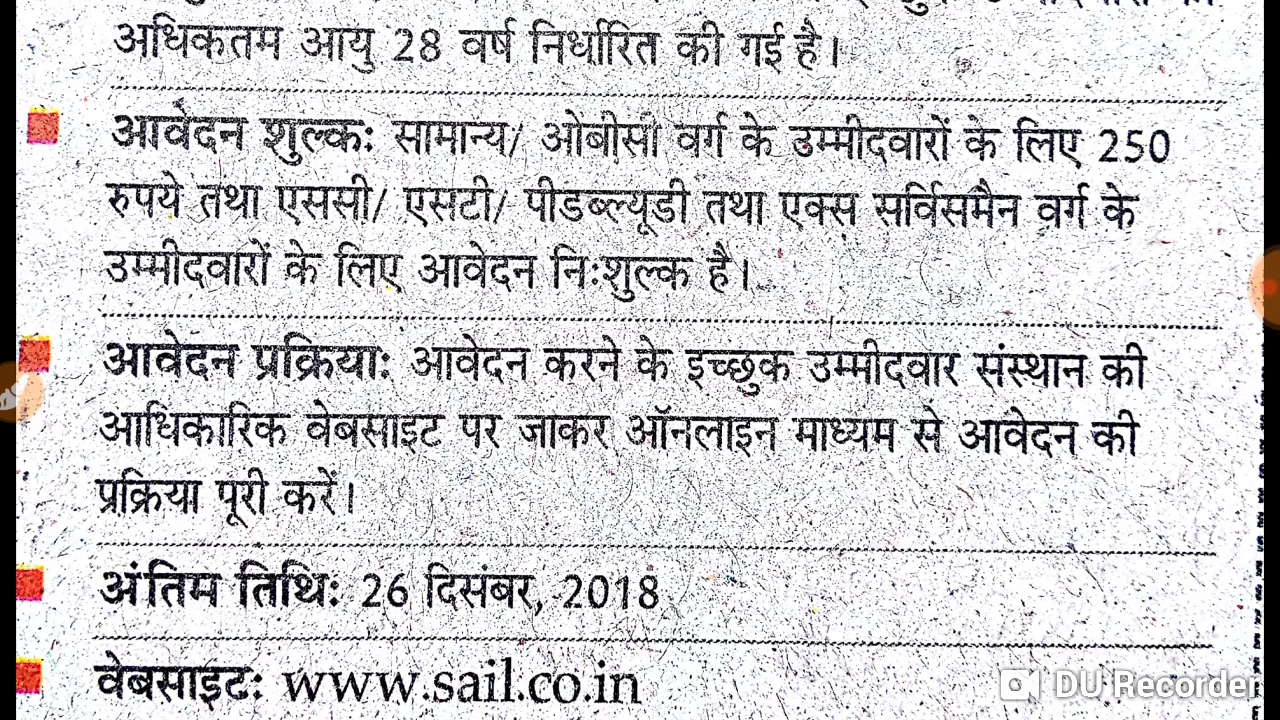 अधिकतम आयु 28 वर्ष निर्धारित की गई है।
आवेदन शुल्क: सामान्य/ ओबीसी वर्ग के उम्मीदवारों के लिए 250
रुपये तथा एससी/ एसटी/ पीडब्ल्यूडी तथा एक्स सर्विसमैन वर्ग के
उम्मीदवारों के लिए आवेदन निःशुल्क है।
आवेदन प्रक्रिया: आवेदन करने के इच्छुक उम्मीदवार संस्थान की
आधिकारिक वेबसाइट पर जाकर ऑनलाइन माध्यम से आवेदन की
प्रक्रिया पूरी करें।
अंतिम तिथि: 26 दिसंबर, 2018
वेबसाइट: www.sail.co.in
DU Recorder